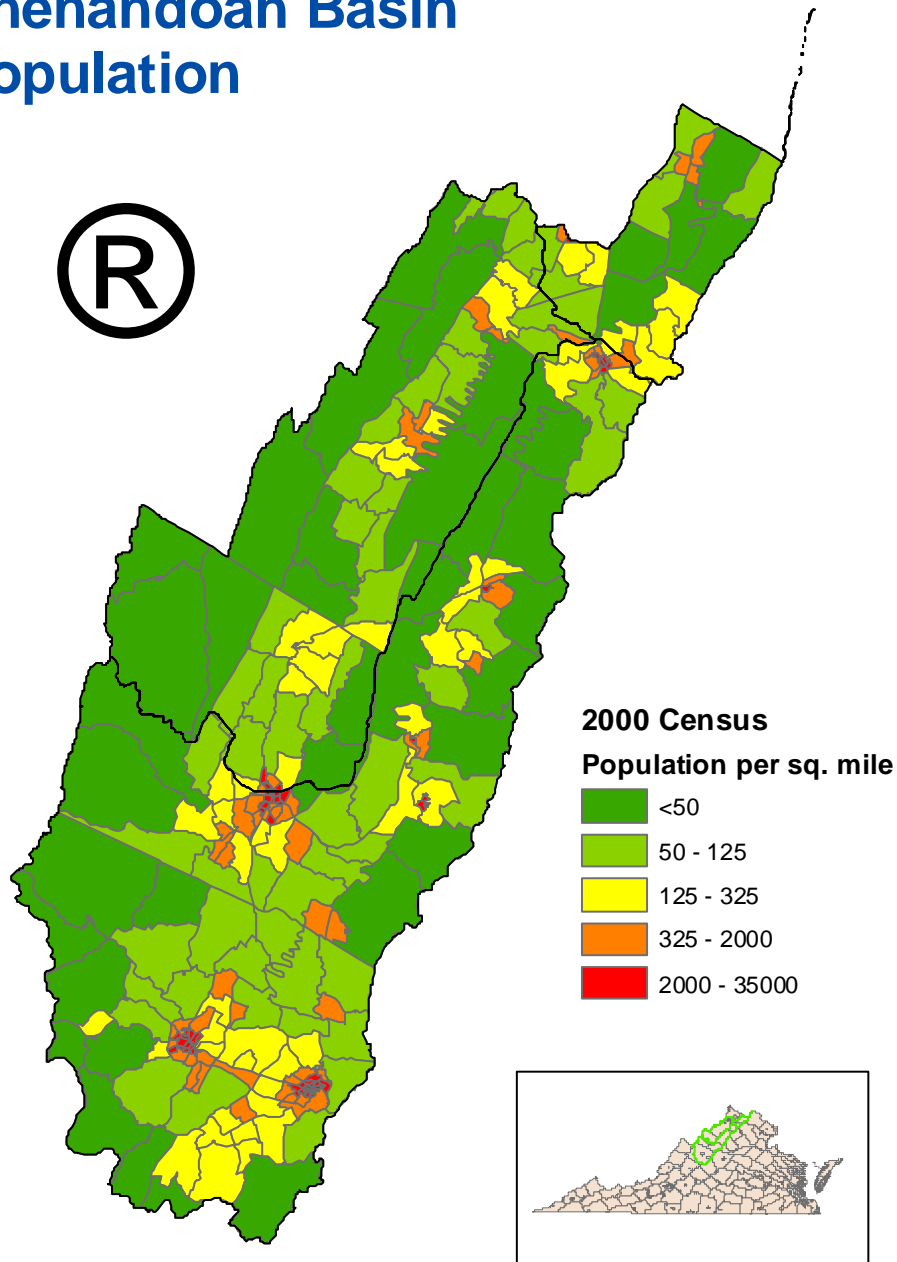 henandoah Basin
opulation
®
2000 Census
Population per sq. mile
<50
50 - 125
125 - 325
325 - 2000
2000 - 35000